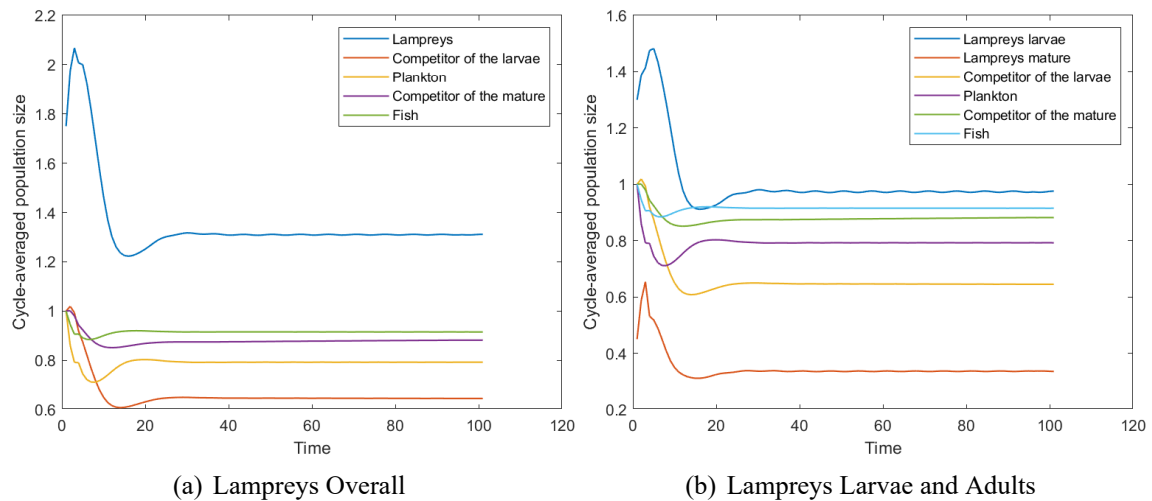 2.2
2
1.8
1.6
1.4
1.2
1
0.8
0.6
0
20
40
60
80
100
120
Cycle-averaged population size
Time
Lampreys
Competitor of the larvae
Plankton
Competitor of the mature
Fish
(a) Lampreys Overall
1.6
1.4
1.2
1
0.8
0.6
0.4
0.2
0
20
40
60
80
100
120
Cycle-averaged population size
Time
Lampreys larvae
Lampreys mature
Competitor of the larvae
Plankton
Competitor of the mature
Fish
(b) Lampreys Larvae and Adults